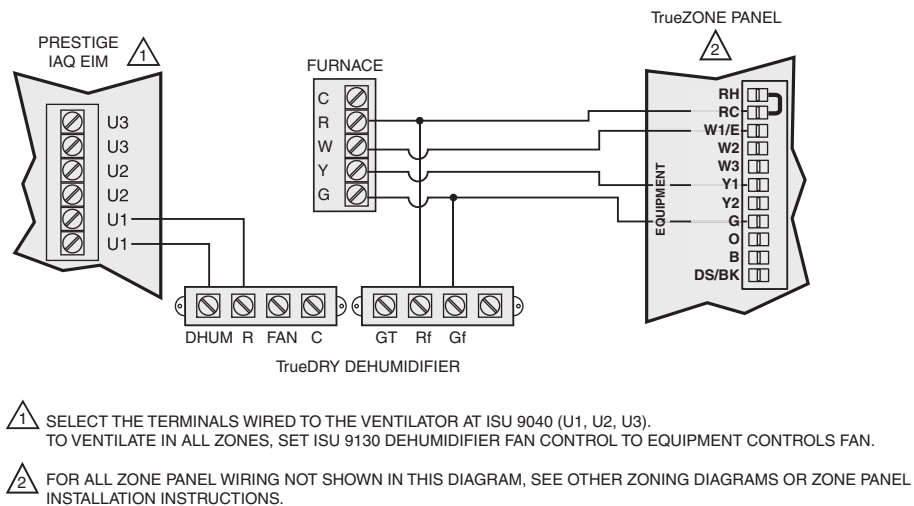 PRESTIGE
IAQ EIM
1
U3
U3
U2
U2
U1
U1
FURNACE
C
R
W
Y
G
TrueZONE PANEL
2
EQUIPMENT
RH
RC
W1/E
W2
W3
Y1
Y2
G
O
B
DS/BK
DHUM R FAN C
GT Rf Gf
TrueDRY DEHUMIDIFIER
1 SELECT THE TERMINALS WIRED TO THE VENTILATOR AT ISU 9040 (U1, U2, U3).
TO VENTILATE IN ALL ZONES, SET ISU 9130 DEHUMIDIFIER FAN CONTROL TO EQUIPMENT CONTROLS FAN.
2 FOR ALL ZONE PANEL WIRING NOT SHOWN IN THIS DIAGRAM, SEE OTHER ZONING DIAGRAMS OR ZONE PANEL
INSTALLATION INSTRUCTIONS.